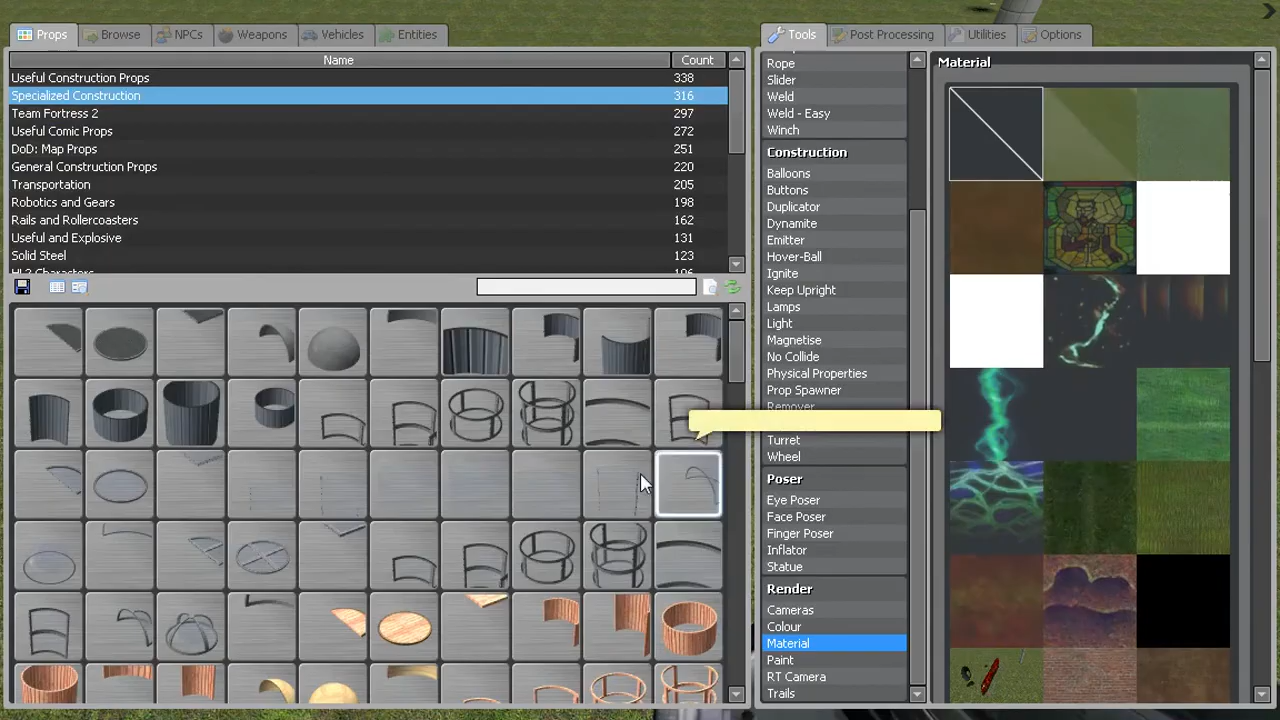 Props
Browse
NPCs
Weapons
Vehicles
Entities
Name
Count
Useful Construction Props 338
Specialized Construction 316
Team Fortress 2 297
Useful Comic Props 272
DoD: Map Props 251
General Construction Props 220
Transportation 205
Robotics and Gears 198
Rails and Rollercoasters 162
Useful and Explosive 131
Solid Steel 123
HL2 Characters
Tools
Post Processing
Utilities
Options
Rope
Slider
Weld
Weld - Easy
Winch
Construction
Balloons
Buttons
Duplicator
Dynamite
Emitter
Hover-Ball
Ignite
Keep Upright
Lamps
Light
Magnetise
No Collide
Physical Properties
Prop Spawner
Remover
Turret
Wheel
Poser
Eye Poser
Face Poser
Finger Poser
Inflator
Statue
Render
Cameras
Colour
Material
Paint
RT Camera
Trails
Material